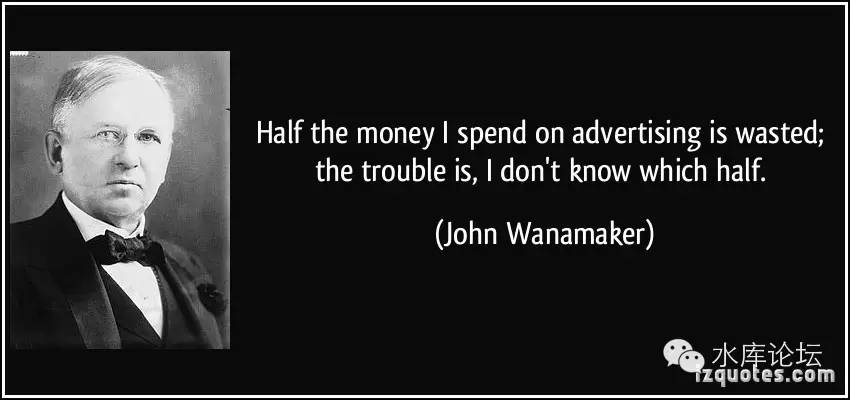 Half the money I spend on advertising is wasted;
the trouble is, I don't know which half.
(John Wanamaker)
水库论坛
izquotes.com